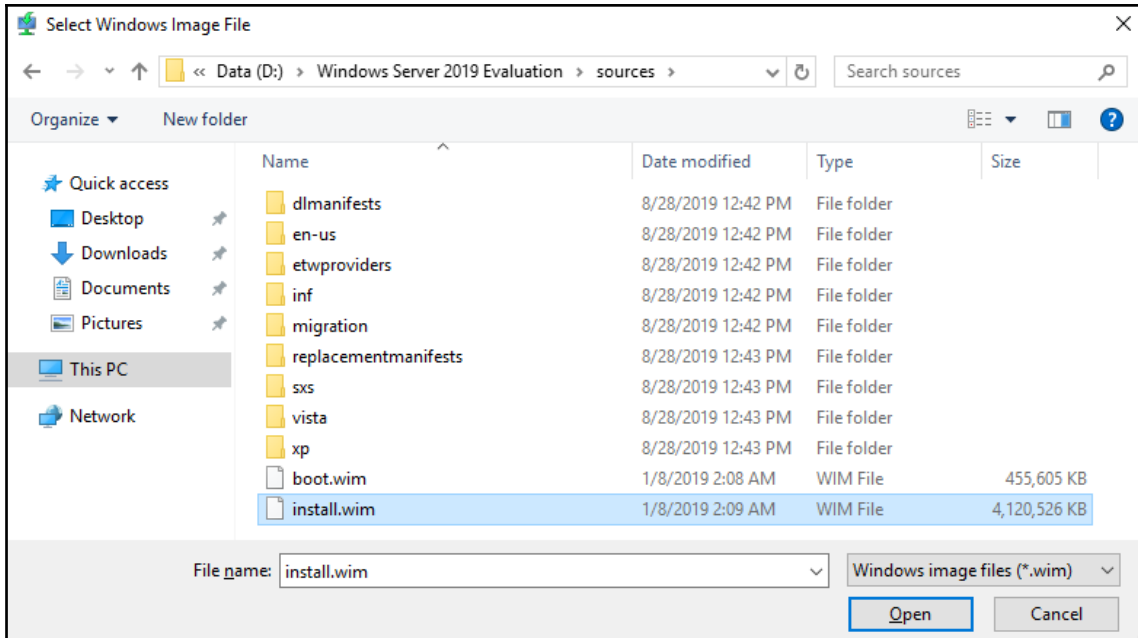 Select Windows Image File
« Data (D:) > Windows Server 2019 Evaluation > sources > Search sources
Organize New folder
Name Date modified Type Size
Quick access
Desktop
Downloads
Documents
Pictures
This PC
Network
dlmanifests 8/28/2019 12:42 PM File folder
en-us 8/28/2019 12:42 PM File folder
etwproviders 8/28/2019 12:42 PM File folder
inf 8/28/2019 12:42 PM File folder
migration 8/28/2019 12:42 PM File folder
replacementmanifests 8/28/2019 12:43 PM File folder
sxs 8/28/2019 12:43 PM File folder
vista 8/28/2019 12:43 PM File folder
xp 8/28/2019 12:43 PM File folder
boot.wim 1/8/2019 2:08 AM WIM File 455,605 KB
install.wim 1/8/2019 2:09 AM WIM File 4,120,526 KB
File name: install.wim Windows image files (*.wim)
Open Cancel